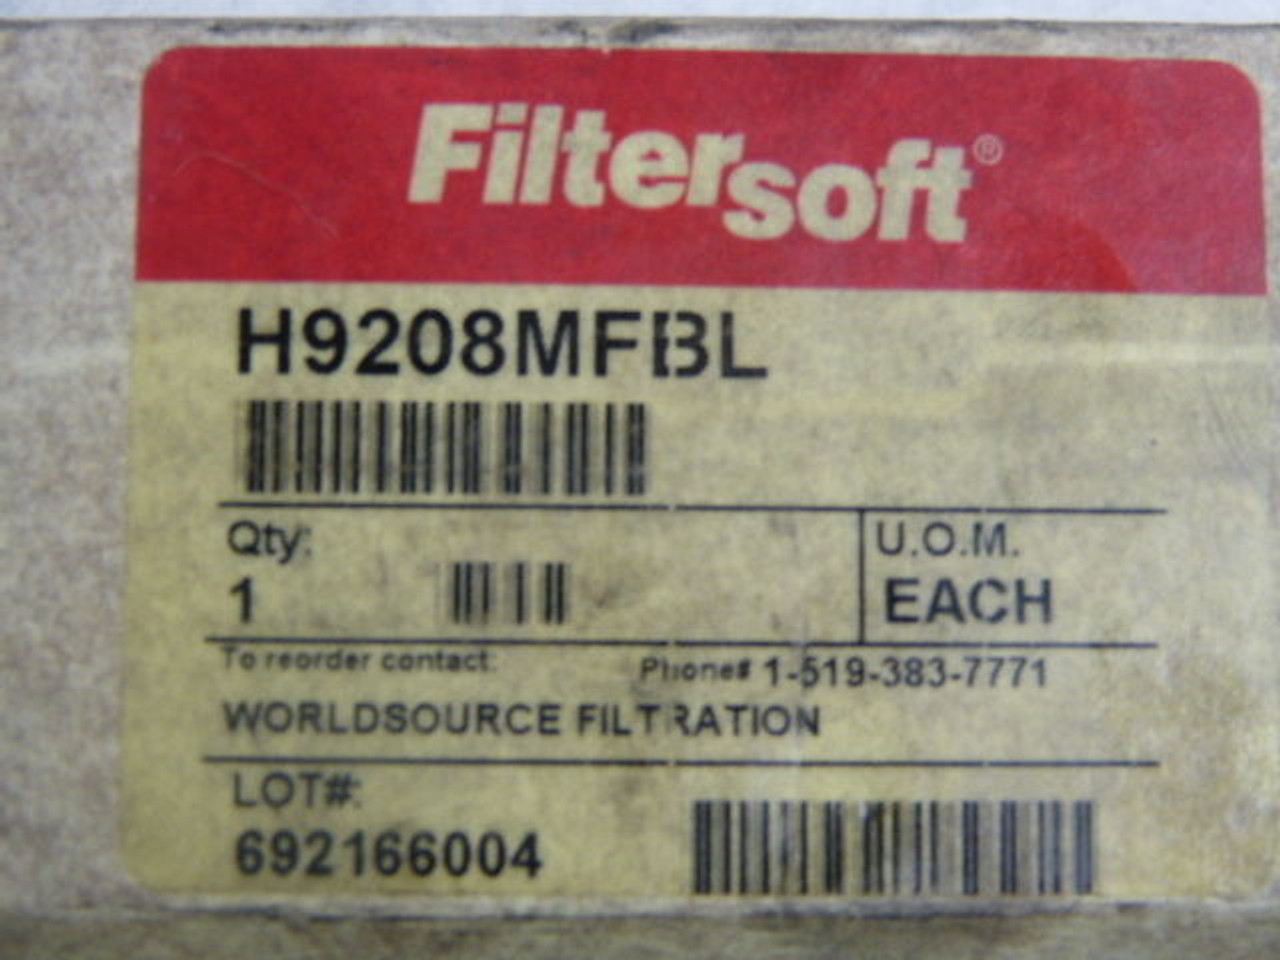 Filtersoft®
H9208MFBL
Qty:
U.O.M.
1
EACH
To reorder contact: Phone# 1-519-383-7771
WORLDSOURCE FILTRATION
LOT#:
692166004